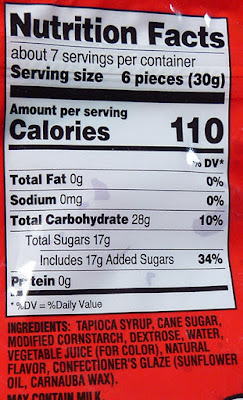 Nutrition Facts
about 7 servings per container
Serving size 6 pieces (30g)
Amount per serving
Calories 110
% DV*
Total Fat 0g 0%
Sodium 0mg 0%
Total Carbohydrate 28g 10%
Total Sugars 17g
Includes 17g Added Sugars 34%
Protein 0g
*%DV = %Daily Value
INGREDIENTS: TAPIOCA SYRUP, CANE SUGAR,
MODIFIED CORNSTARCH, DEXTROSE, WATER,
VEGETABLE JUICE (FOR COLOR), NATURAL
FLAVOR, CONFECTIONER'S GLAZE (SUNFLOWER
OIL, CARNAUBA WAX).
MAY CONTAIN MILK